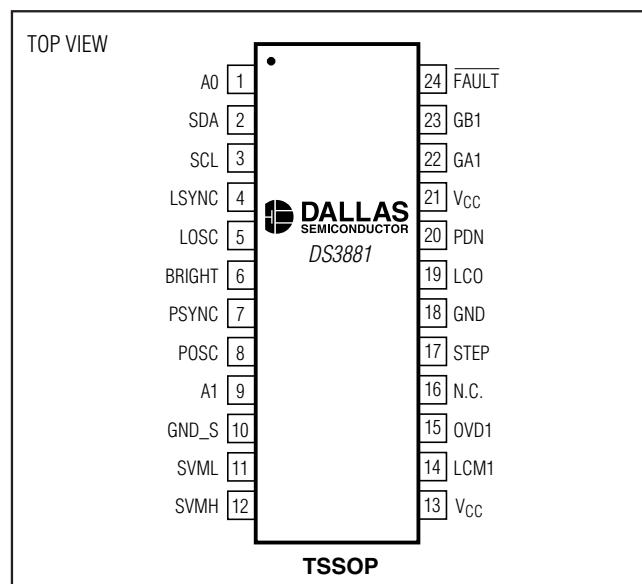 TOP VIEW
A0 1
SDA 2
SCL 3
LSYNC 4
LOSC 5
BRIGHT 6
PSYNC 7
POSC 8
A1 9
GND_S 10
SVML 11
SVMH 12
DALLAS
SEMICONDUCTOR
DS3881
24 F̅A̅U̅L̅T̅
23 GB1
22 GA1
21 VCC
20 PDN
19 LCO
18 GND
17 STEP
16 N.C.
15 OVD1
14 LCM1
13 VCC
TSSOP